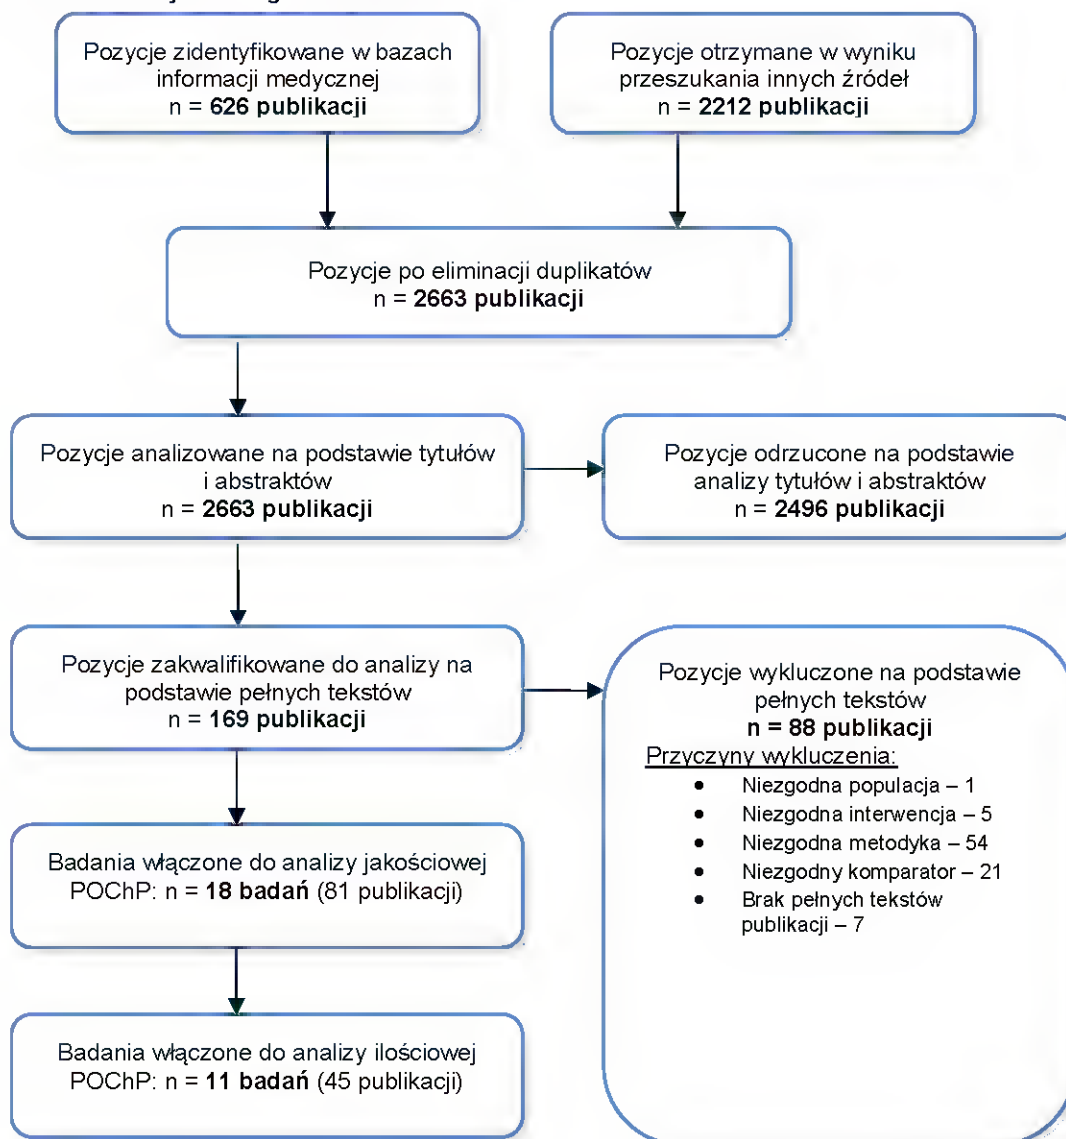 Pozycje zidentyfikowane w bazach
informacji medycznej
n = 626 publikacji
Pozycje otrzymane w wyniku
przeszukania innych źródeł
n = 2212 publikacji
Pozycje po eliminacji duplikatów
n = 2663 publikacji
Pozycje analizowane na podstawie tytułów
i abstraktów
n = 2663 publikacji
Pozycje odrzucone na podstawie
analizy tytułów i abstraktów
n = 2496 publikacji
Pozycje zakwalifikowane do analizy na
podstawie pełnych tekstów
n = 169 publikacji
Pozycje wykluczone na podstawie
pełnych tekstów
n = 88 publikacji
Przyczyny wykluczenia:
• Niezgodna populacja – 1
• Niezgodna interwencja – 5
• Niezgodna metodyka – 54
• Niezgodny komparator – 21
• Brak pełnych tekstów
publikacji – 7
Badania włączone do analizy jakościowej
POChP: n = 18 badań (81 publikacji)
Badania włączone do analizy ilościowej
POChP: n = 11 badań (45 publikacji)